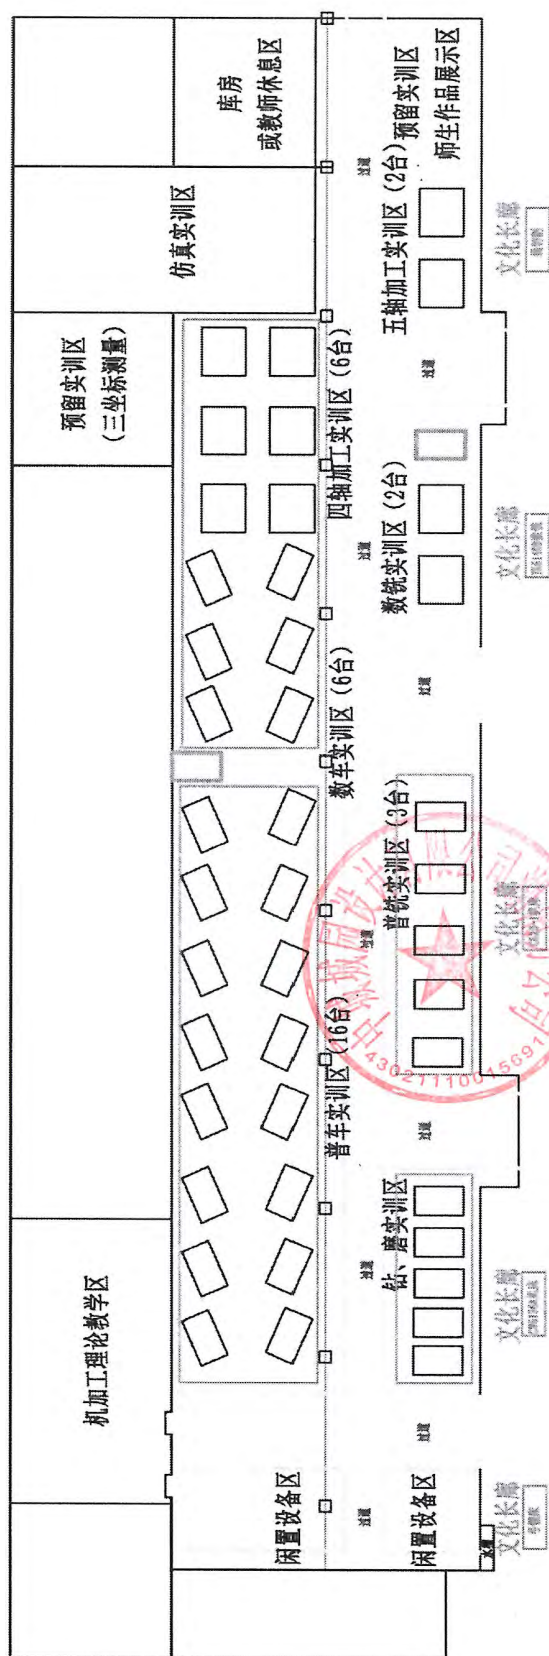 库房
或教师休息区
仿真实训区
预留实训区
(三坐标测量)
机加工理论教学区
四轴加工实训区 (6台)
数车实训区 (6台)
普车实训区 (16台)
闲置设备区
过道
过道
过道
过道
过道
预留实训区
师生作品展示区
五轴加工实训区 (2台)
数铣实训区 (2台)
普铣实训区 (3台)
钻、磨实训区
闲置设备区
过道
过道
过道
过道
水槽
文化长廊
文化长廊
文化长廊
文化长廊
文化长廊